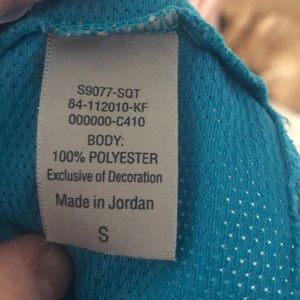 S9077-SQT
84-112010-KF
000000-C410
BODY:
100% POLYESTER
Exclusive of Decoration
Made in Jordan
S